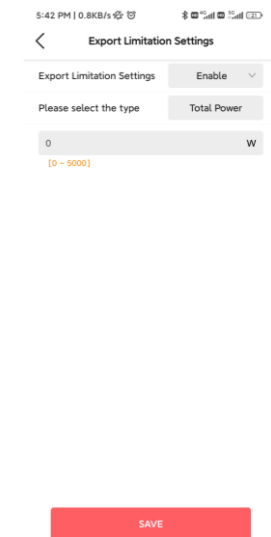 5:42 PM | 0.8KB/s
Export Limitation Settings
Export Limitation Settings Enable
Please select the type Total Power
0 W
[0 ~ 5000]
SAVE